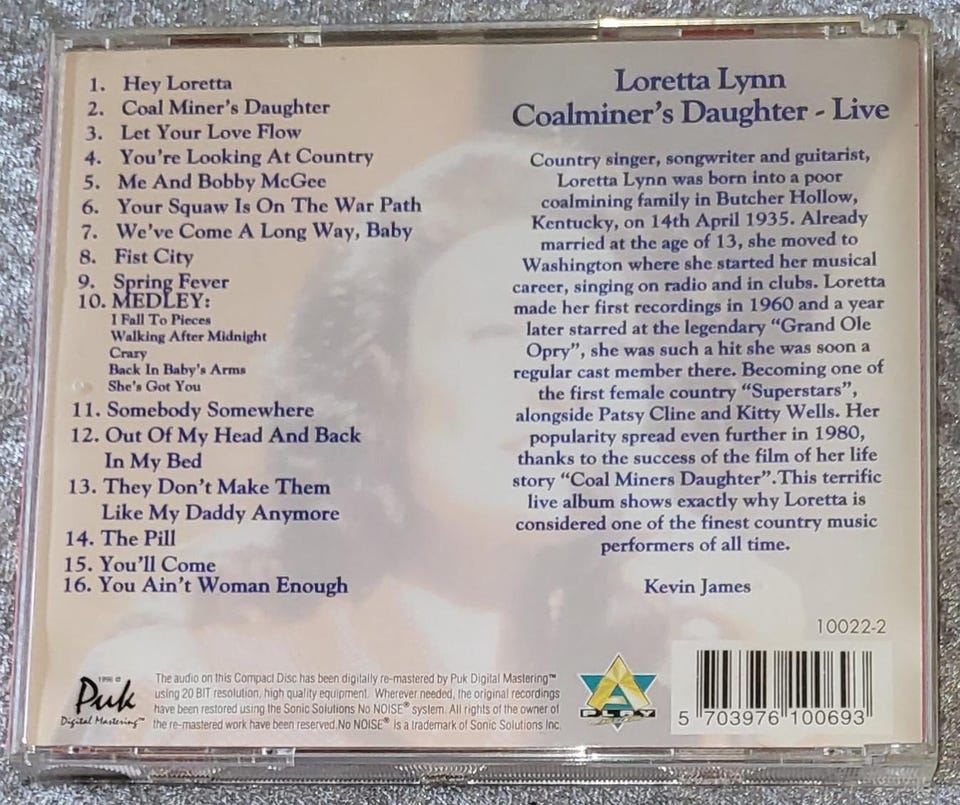 1. Hey Loretta
2. Coal Miner's Daughter
3. Let Your Love Flow
4. You're Looking At Country
5. Me And Bobby McGee
6. Your Squaw Is On The War Path
7. We've Come A Long Way, Baby
8. Fist City
9. Spring Fever
10. MEDLEY:
I Fall To Pieces
Walking After Midnight
Crazy
Back In Baby's Arms
She's Got You
11. Somebody Somewhere
12. Out Of My Head And Back
In My Bed
13. They Don't Make Them
Like My Daddy Anymore
14. The Pill
15. You'll Come
16. You Ain't Woman Enough
Loretta Lynn
Coalminer's Daughter - Live
Country singer, songwriter and guitarist,
Loretta Lynn was born into a poor
coalmining family in Butcher Hollow,
Kentucky, on 14th April 1935. Already
married at the age of 13, she moved to
Washington where she started her musical
career, singing on radio and in clubs. Loretta
made her first recordings in 1960 and a year
later starred at the legendary "Grand Ole
Opry", she was such a hit she was soon a
regular cast member there. Becoming one of
the first female country "Superstars",
alongside Patsy Cline and Kitty Wells. Her
popularity spread even further in 1980,
thanks to the success of the film of her life
story "Coal Miners Daughter".This terrific
live album shows exactly why Loretta is
considered one of the finest country music
performers of all time.
Kevin James
10022-2
1996 ©
Puk
Digital Mastering™
The audio on this Compact Disc has been digitally re-mastered by Puk Digital Mastering™
using 20 BIT resolution, high quality equipment. Wherever needed, the original recordings
have been restored using the Sonic Solutions No NOISE® system. All rights of the owner of
the re-mastered work have been reserved.No NOISE® is a trademark of Sonic Solutions Inc.
PLAY
5 703976 100693